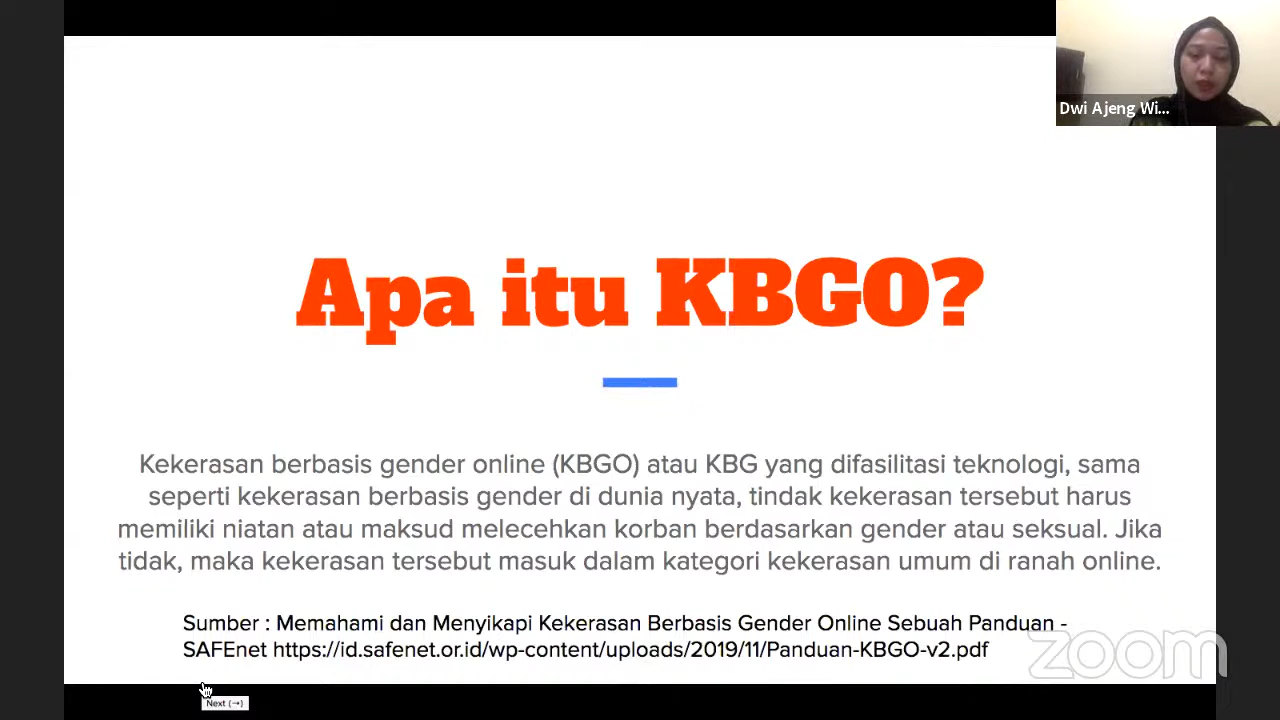 Dwi Ajeng Wi...
Apa itu KBGO?
Kekerasan berbasis gender online (KBGO) atau KBG yang difasilitasi teknologi, sama
seperti kekerasan berbasis gender di dunia nyata, tindak kekerasan tersebut harus
memiliki niatan atau maksud melecehkan korban berdasarkan gender atau seksual. Jika
tidak, maka kekerasan tersebut masuk dalam kategori kekerasan umum di ranah online.
Sumber : Memahami dan Menyikapi Kekerasan Berbasis Gender Online Sebuah Panduan -
SAFEnet https://id.safenet.or.id/wp-content/uploads/2019/11/Panduan-KBGO-v2.pdf
zoom
Next (→)